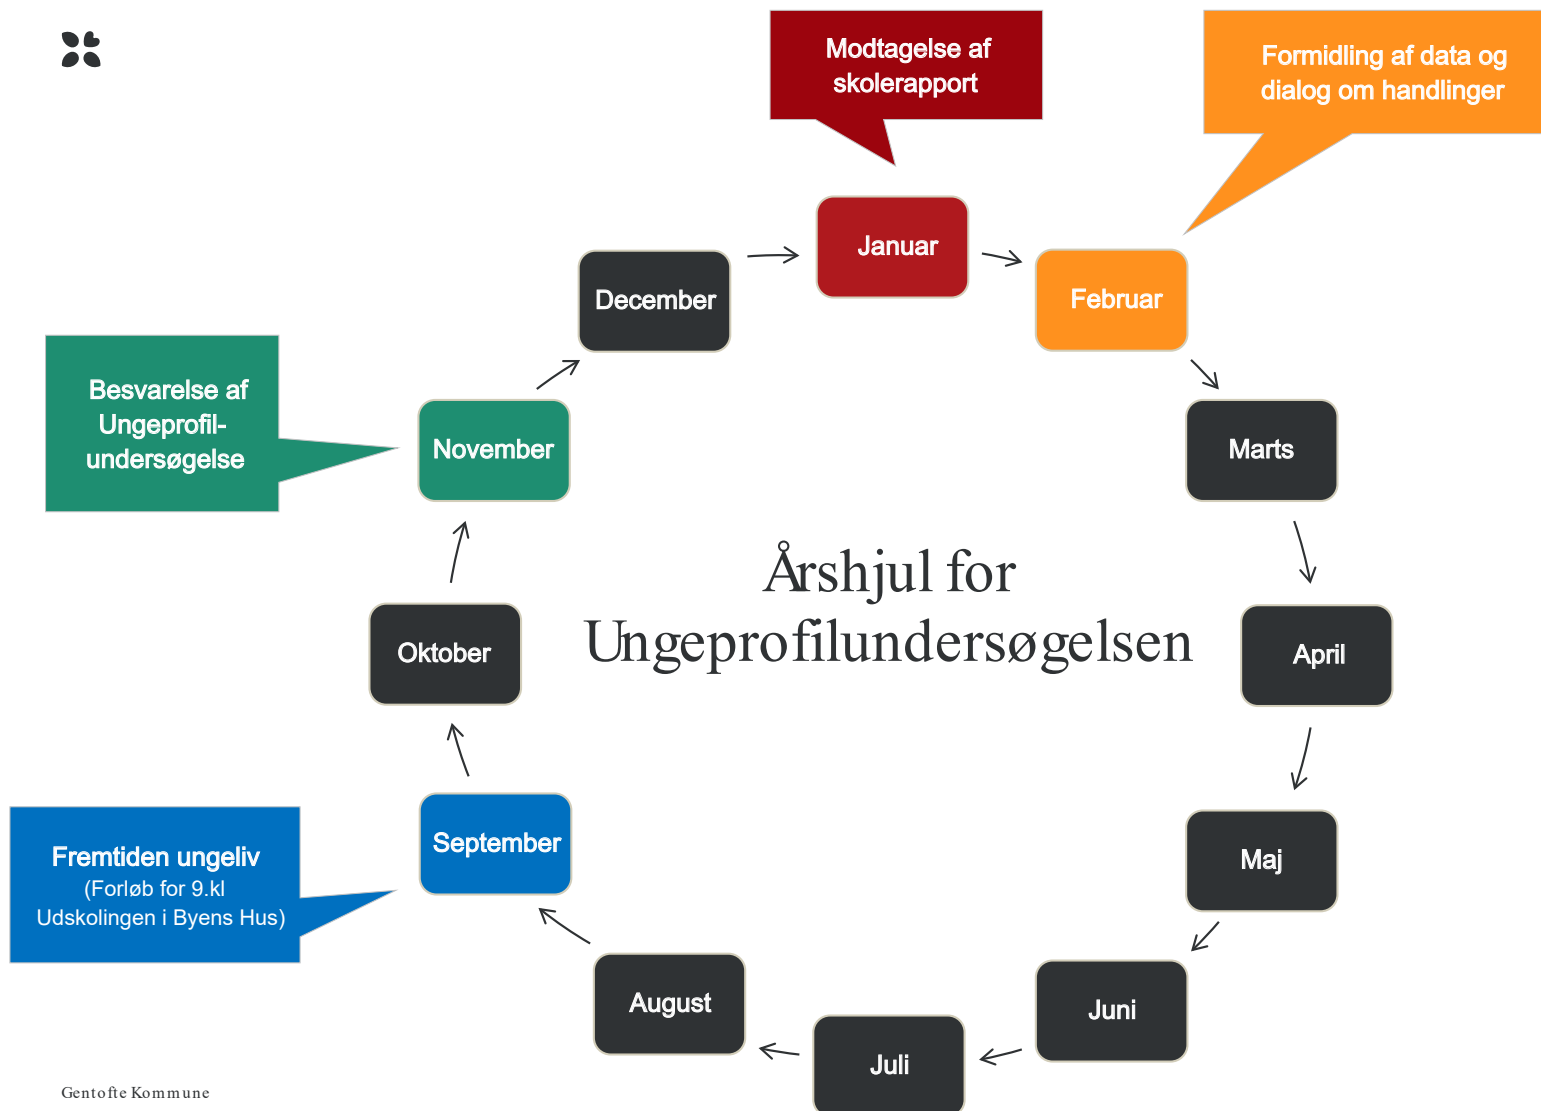 Modtagelse af
skolerapport
Formidling af data og
dialog om handlinger
Januar
Februar
December
Besvarelse af
Ungeprofil-
undersøgelse
November
Marts
Årshjul for
Ungeprofilundersøgelsen
Oktober
April
Fremtiden ungeliv
(Forløb for 9.kl
Udskolingen i Byens Hus)
September
Maj
August
Juni
Juli
Gentofte Kommune